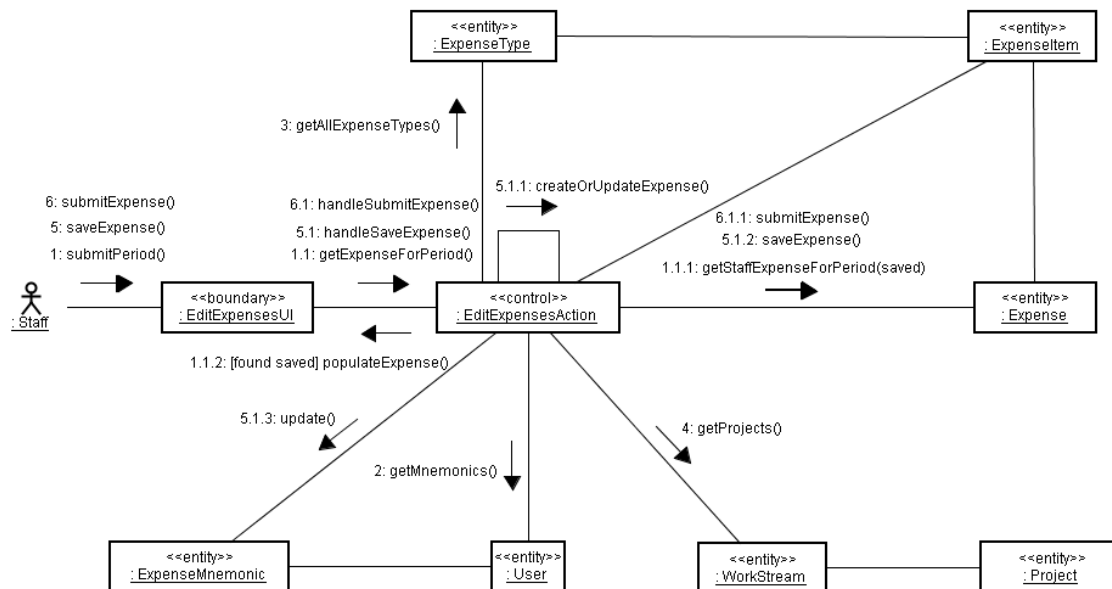 <<entity>>
: ExpenseType
<<entity>>
: ExpenseItem
3: getAllExpenseTypes()
5.1.1: createOrUpdateExpense()
6: submitExpense()
5: saveExpense()
1: submitPeriod()
6.1: handleSubmitExpense()
5.1: handleSaveExpense()
1.1: getExpenseForPeriod()
6.1.1: submitExpense()
5.1.2: saveExpense()
1.1.1: getStaffExpenseForPeriod(saved)
: Staff
<<boundary>>
: EditExpensesUI
<<control>>
: EditExpensesAction
<<entity>>
: Expense
1.1.2: [found saved] populateExpense()
5.1.3: update()
2: getMnemonics()
4: getProjects()
<<entity>>
: ExpenseMnemonic
<<entity>>
: User
<<entity>>
: WorkStream
<<entity>>
: Project